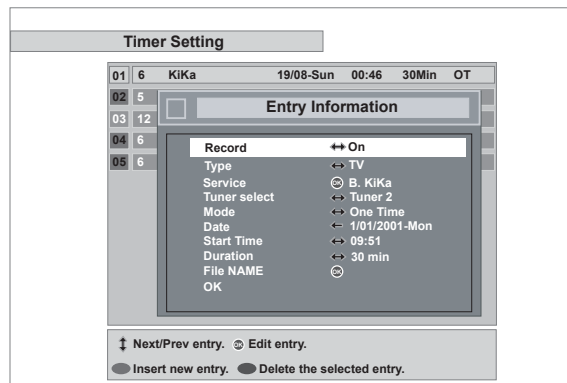 Timer Setting
01 6 KiKa 19/08-Sun 00:46 30Min OT
02 5
03 12
04 6
05 6
Entry Information
Record On
Type TV
Service OK B. KiKa
Tuner select Tuner 2
Mode One Time
Date 1/01/2001-Mon
Start Time 09:51
Duration 30 min
File NAME OK
OK
Next/Prev entry. OK Edit entry.
Insert new entry. Delete the selected entry.